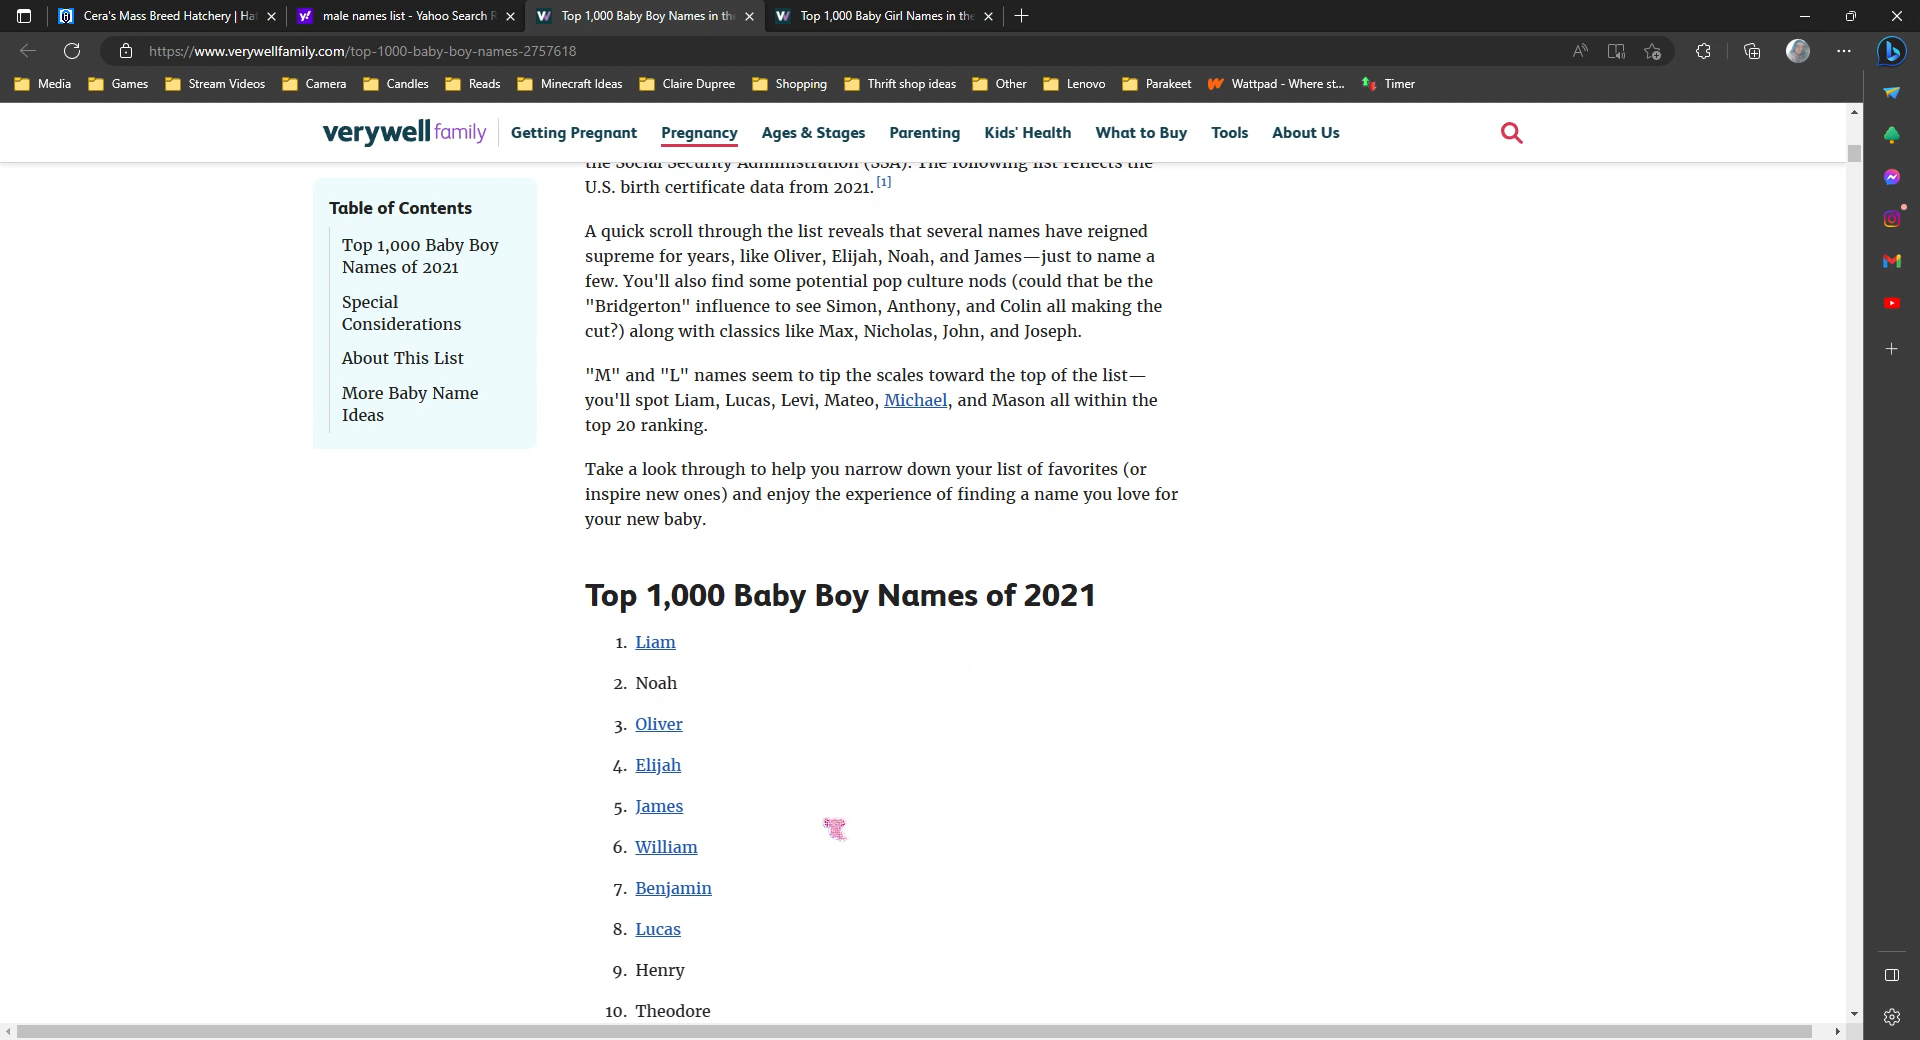 Cera's Mass Breed Hatchery | Ha
male names list - Yahoo Search R
Top 1,000 Baby Boy Names in the
Top 1,000 Baby Girl Names in the
https://www.verywellfamily.com/top-1000-baby-boy-names-2757618
Media
Games
Stream Videos
Camera
Candles
Reads
Minecraft Ideas
Claire Dupree
Shopping
Thrift shop ideas
Other
Lenovo
Parakeet
Wattpad - Where st...
Timer
verywell family
Getting Pregnant
Pregnancy
Ages & Stages
Parenting
Kids' Health
What to Buy
Tools
About Us
Table of Contents
Top 1,000 Baby Boy
Names of 2021
Special
Considerations
About This List
More Baby Name
Ideas
the Social Security Administration (SSA). The following list reflects the
U.S. birth certificate data from 2021. [1]
A quick scroll through the list reveals that several names have reigned
supreme for years, like Oliver, Elijah, Noah, and James—just to name a
few. You'll also find some potential pop culture nods (could that be the
"Bridgerton" influence to see Simon, Anthony, and Colin all making the
cut?) along with classics like Max, Nicholas, John, and Joseph.
"M" and "L" names seem to tip the scales toward the top of the list—
you'll spot Liam, Lucas, Levi, Mateo, Michael, and Mason all within the
top 20 ranking.
Take a look through to help you narrow down your list of favorites (or
inspire new ones) and enjoy the experience of finding a name you love for
your new baby.
Top 1,000 Baby Boy Names of 2021
1. Liam
2. Noah
3. Oliver
4. Elijah
5. James
6. William
7. Benjamin
8. Lucas
9. Henry
10. Theodore